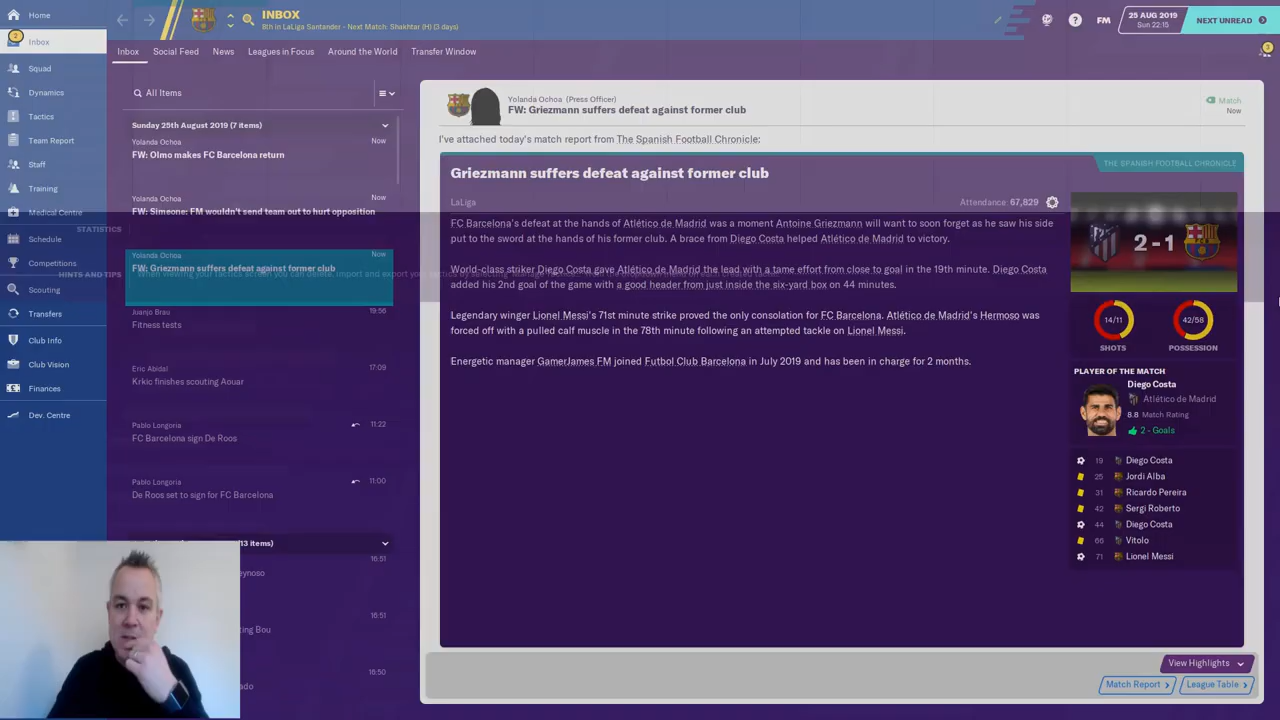 Home
INBOX
8th in LaLiga Santander - Next Match: Shakhtar (H) (3 days)
FM
25 AUG 2019
Sun 22:15
NEXT UNREAD
2
Inbox
3
Inbox
Social Feed
News
Leagues in Focus
Around the World
Transfer Window
Squad
Dynamics
Tactics
Team Report
Staff
Training
Medical Centre
Schedule
Competitions
Scouting
Transfers
Club Info
Club Vision
Finances
Dev. Centre
STATISTICS
HINTS AND TIPS
All Items
Sunday 25th August 2019 (7 items)
Yolanda Ochoa
Now
FW: Olmo makes FC Barcelona return
Yolanda Ochoa
Now
FW: Simeone: FM wouldn't send team out to hurt opposition
Yolanda Ochoa
Now
FW: Griezmann suffers defeat against former club
Juanjo Brau
19:56
Fitness tests
Eric Abidal
17:09
Krkic finishes scouting Aouar
Pablo Longoria
11:22
FC Barcelona sign De Roos
Pablo Longoria
11:00
De Roos set to sign for FC Barcelona
13 items)
16:51
eynoso
16:51
ting Bou
16:50
ado
Yolanda Ochoa (Press Officer)
FW: Griezmann suffers defeat against former club
Match
Now
I've attached today's match report from The Spanish Football Chronicle:
THE SPANISH FOOTBALL CHRONICLE
Griezmann suffers defeat against former club
LaLiga
Attendance: 67,829
FC Barcelona's defeat at the hands of Atlético de Madrid was a moment Antoine Griezmann will want to soon forget as he saw his side
put to the sword at the hands of his former club. A brace from Diego Costa helped Atlético de Madrid to victory.
World-class striker Diego Costa gave Atlético de Madrid the lead with a tame effort from close to goal in the 19th minute. Diego Costa
added his 2nd goal of the game with a good header from just inside the six-yard box on 44 minutes.
Legendary winger Lionel Messi's 71st minute strike proved the only consolation for FC Barcelona. Atlético de Madrid's Hermoso was
forced off with a pulled calf muscle in the 78th minute following an attempted tackle on Lionel Messi.
Energetic manager GamerJames FM joined Futbol Club Barcelona in July 2019 and has been in charge for 2 months.
2 - 1
14/11
SHOTS
42/58
POSSESSION
PLAYER OF THE MATCH
Diego Costa
Atlético de Madrid
8.8 Match Rating
2 - Goals
19 Diego Costa
25 Jordi Alba
31 Ricardo Pereira
42 Sergi Roberto
44 Diego Costa
66 Vitolo
71 Lionel Messi
View Highlights
Match Report
League Table